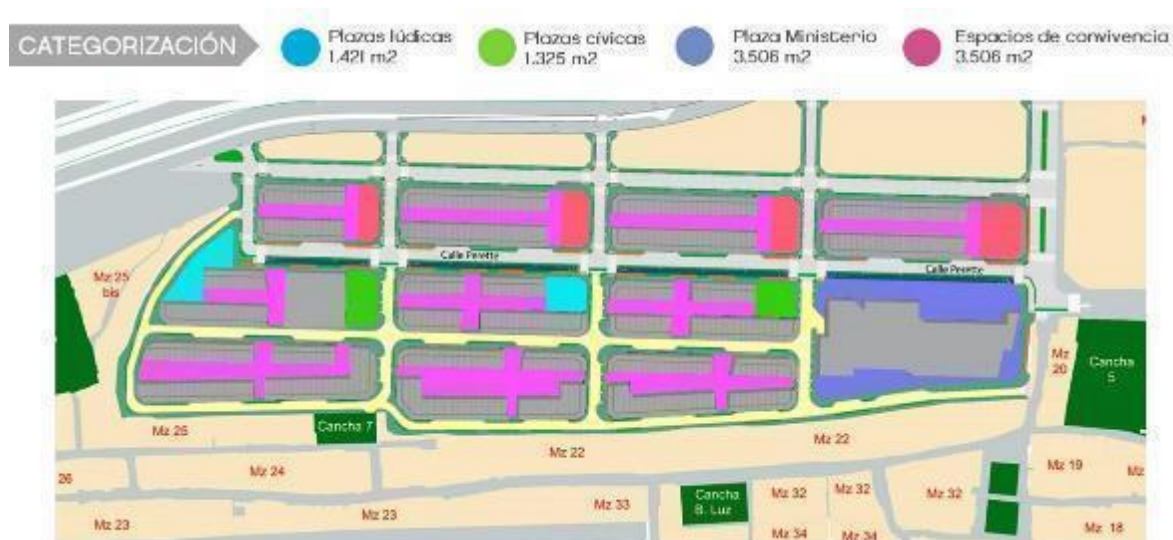 CATEGORIZACIÓN
Plazas lúdicas
1.421 m2
Plazas cívicas
1.325 m2
Plaza Ministerio
3.506 m2
Espacios de convivencia
3.506 m2
Calle Perette
Calle Perette
Mz 25
bis
Mz
20
Cancha
5
Cancha 7
Mz 25
Mz 22
Mz 22
26
Mz 24
Mz 19
Mz
Mz 23
Mz 23
Mz 33
Cancha
B. Luz
Mz 32
Mz 32
Mz 32
Mz 34
Mz 34
Mz 18